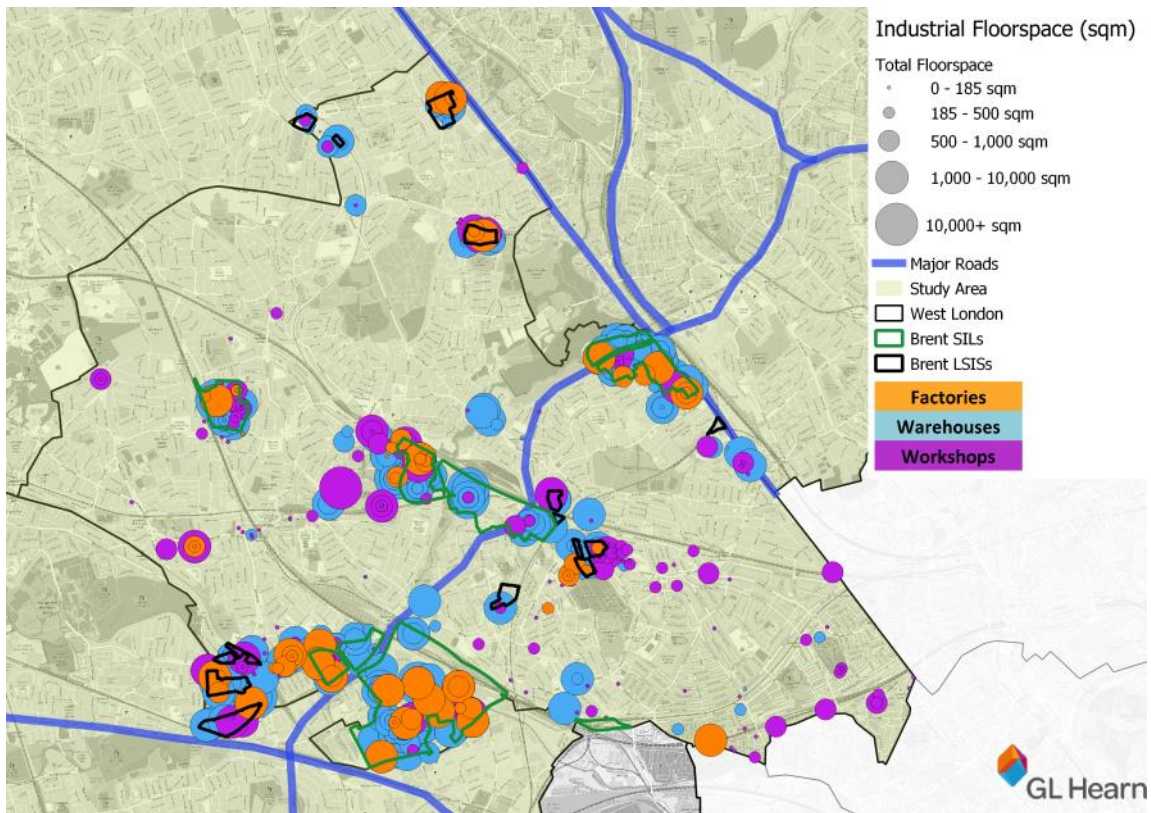 Industrial Floorspace (sqm)
Total Floorspace
0 - 185 sqm
185 - 500 sqm
500 - 1,000 sqm
1,000 - 10,000 sqm
10,000+ sqm
Major Roads
Study Area
West London
Brent SILs
Brent LSISs
Factories
Warehouses
Workshops
GL Hearn